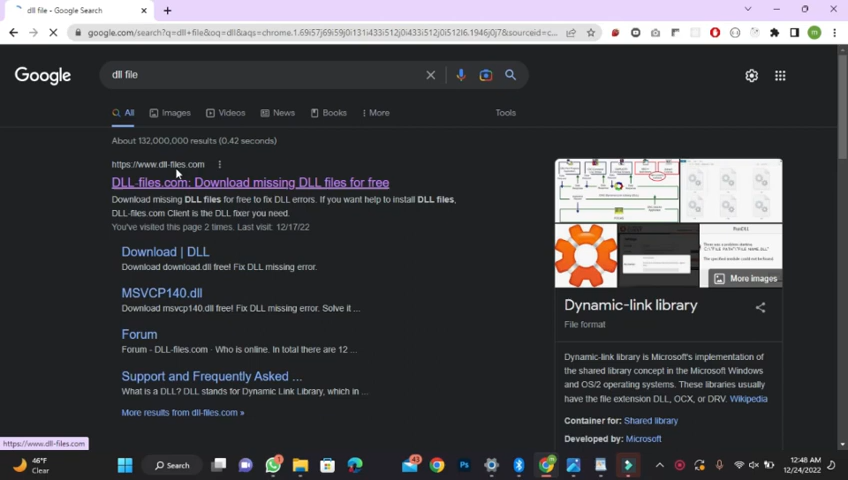 dll file - Google Search
google.com/search?q=dll+file&oq=dll&aqs=chrome.1.69i57j69i59j0i131i433i512j0i433i512j0i512l6.1946j0j7&sourceid=c...
Google
dll file
All
Images
Videos
News
Books
More
Tools
About 132,000,000 results (0.42 seconds)
https://www.dll-files.com
DLL-files.com: Download missing DLL files for free
Download missing DLL files for free to fix DLL errors. If you want help to install DLL files,
DLL-files.com Client is the DLL fixer you need.
You've visited this page 2 times. Last visit: 12/17/22
Download | DLL
Download download.dll free! Fix DLL missing error.
MSVCP140.dll
Download msvcp140.dll free! Fix DLL missing error. Solve it ...
Forum
Forum - DLL-files.com · Who is online. In total there are 12 ...
Support and Frequently Asked ...
What is a DLL? DLL stands for Dynamic Link Library, which in ...
More results from dll-files.com »
More images
Dynamic-link library
File format
Dynamic-link library is Microsoft's implementation of
the shared library concept in the Microsoft Windows
and OS/2 operating systems. These libraries usually
have the file extension DLL, OCX, or DRV. Wikipedia
Container for: Shared library
Developed by: Microsoft
https://www.dll-files.com
46°F
Clear
Search
43
Ps
12:48 AM
12/24/2022